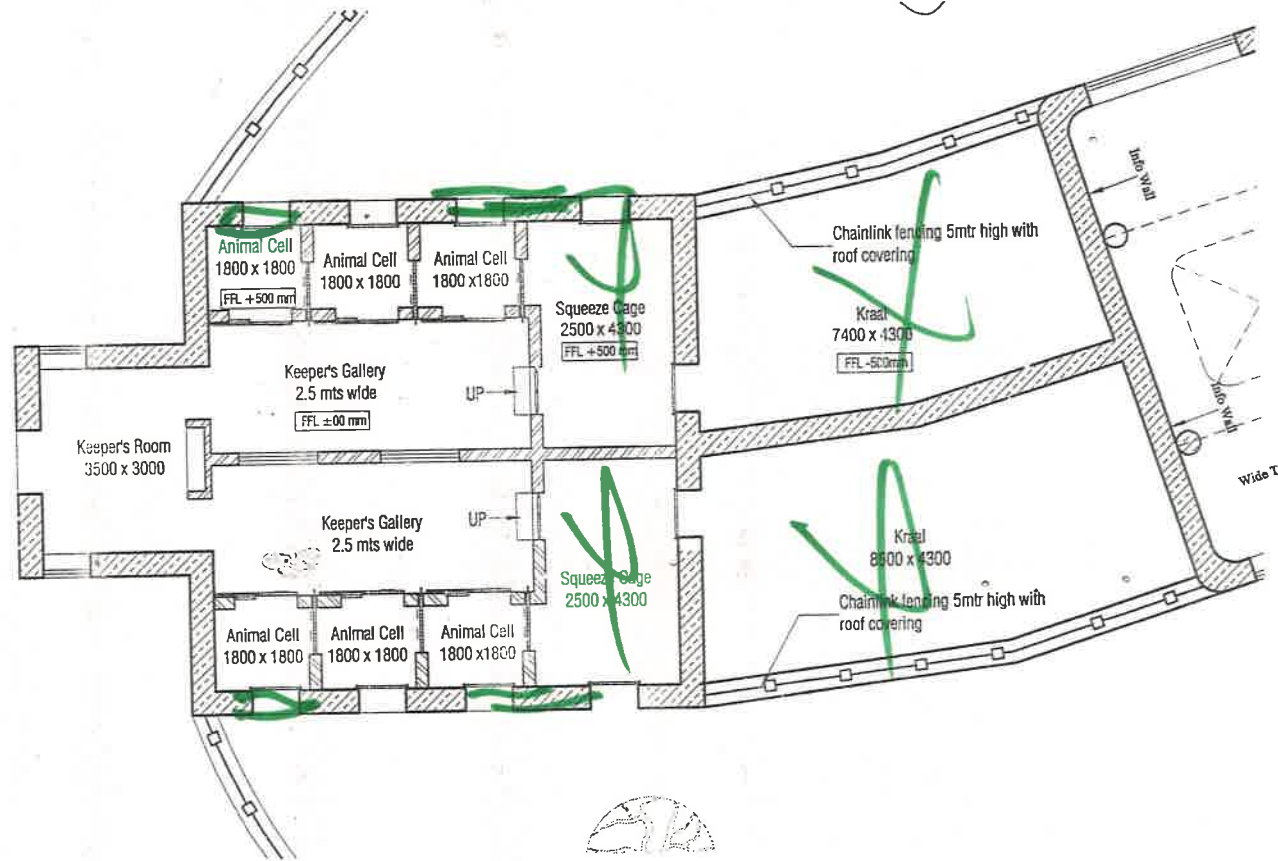 Info Wall
Chainlink fencing 5mtr high with
roof covering
Animal Cell
1800 x 1800
FFL +500 mm
Animal Cell
1800 x 1800
Animal Cell
1800 x1800
Squeeze Cage
2500 x 4300
FFL +500 mm
Kraal
7400 x 4300
FFL -500mm
Keeper's Gallery
2.5 mts wide
FFL ±00 mm
UP
Info Wall
Keeper's Room
3500 x 3000
Wide T
Keeper's Gallery
2.5 mts wide
UP
Kraal
8500 x 4300
Squeeze Cage
2500 x 4300
Chainlink fencing 5mtr high with
roof covering
Animal Cell
1800 x 1800
Animal Cell
1800 x 1800
Animal Cell
1800 x1800